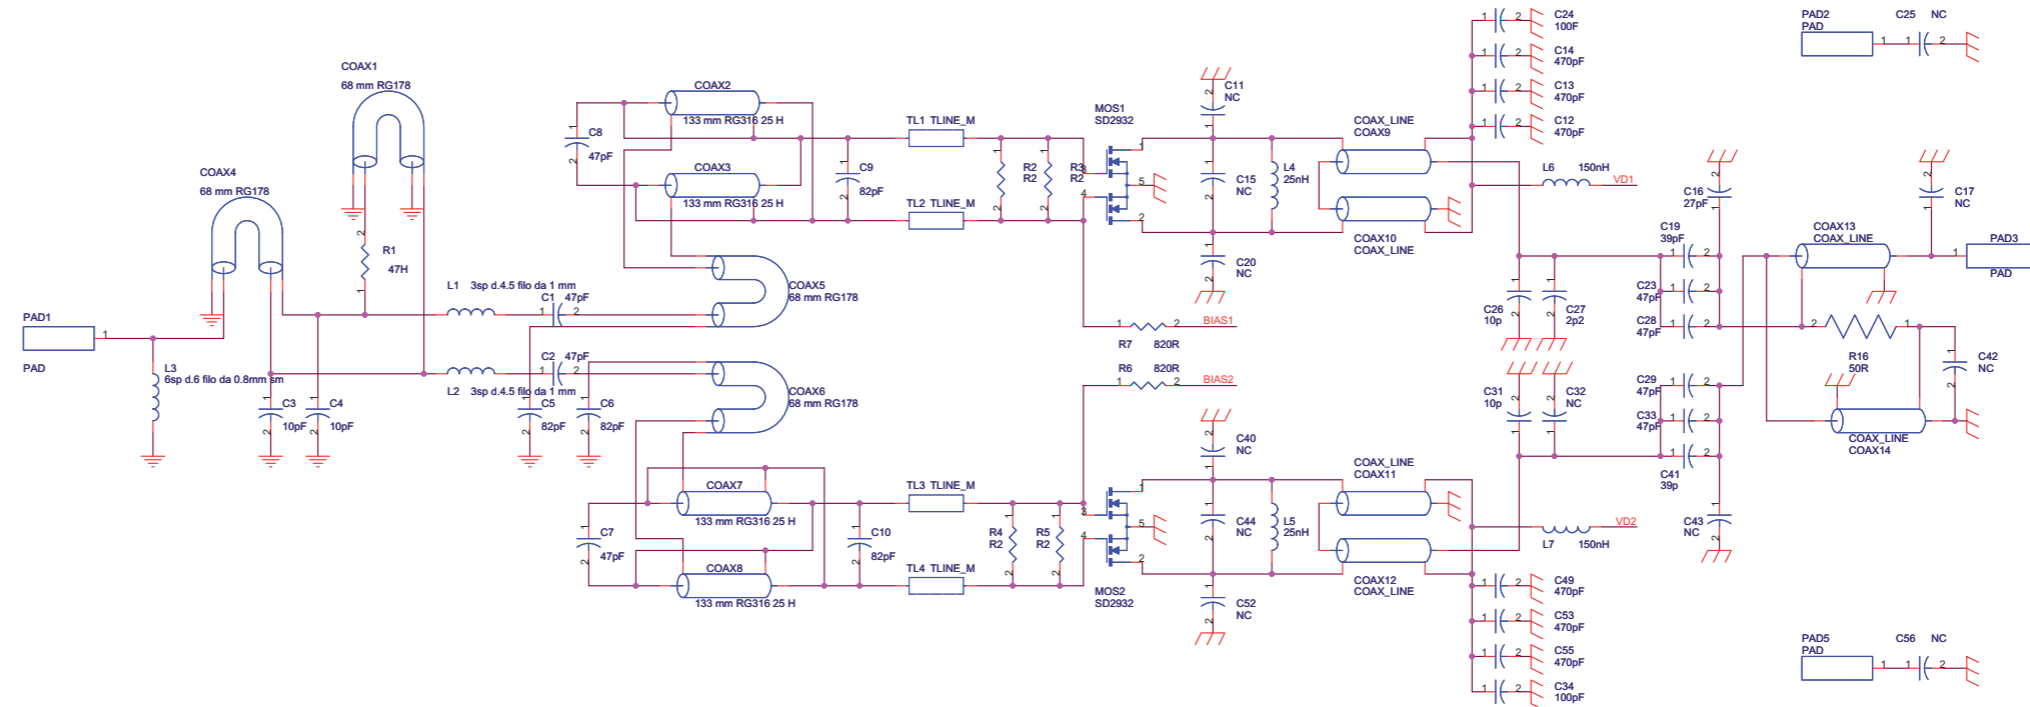 C24
100F
C14
470pF
C13
470pF
C12
470pF
PAD2
PAD
C25 NC
COAX1
68 mm RG178
COAX4
68 mm RG178
COAX2
133 mm RG316 25 H
COAX3
133 mm RG316 25 H
C8
47pF
C9
82pF
TL1 TLINE_M
TL2 TLINE_M
R2
R2
R3
R2
MOS1
SD2932
C11
NC
C15
NC
C20
NC
L4
25nH
COAX_LINE
COAX9
COAX10
COAX_LINE
L6 150nH
VD1
C16
27pF
C17
NC
C19
39pF
C23
47pF
C28
47pF
COAX13
COAX_LINE
PAD3
PAD
R1
47H
L1 3sp d.4.5 filo da 1 mm
C1 47pF
COAX5
68 mm RG178
PAD1
PAD
L3
6sp d.6 filo da 0.8mm sm
C2 47pF
L2 3sp d.4.5 filo da 1 mm
C3
10pF
C4
10pF
C5
82pF
C6
82pF
COAX6
68 mm RG178
BIAS1
R7 820R
R6 820R
BIAS2
C26
10p
C27
2p2
C31
10p
C32
NC
R16
50R
C42
NC
C29
47pF
C33
47pF
C41
39p
COAX_LINE
COAX14
C43
NC
COAX7
133 mm RG316 25 H
COAX8
133 mm RG316 25 H
C7
47pF
C10
82pF
TL3 TLINE_M
TL4 TLINE_M
R4
R2
R5
R2
MOS2
SD2932
C40
NC
C44
NC
C52
NC
L5
25nH
COAX_LINE
COAX11
COAX12
COAX_LINE
VD2
L7 150nH
C49
470pF
C53
470pF
C55
470pF
C34
100pF
PAD5
PAD
C56 NC